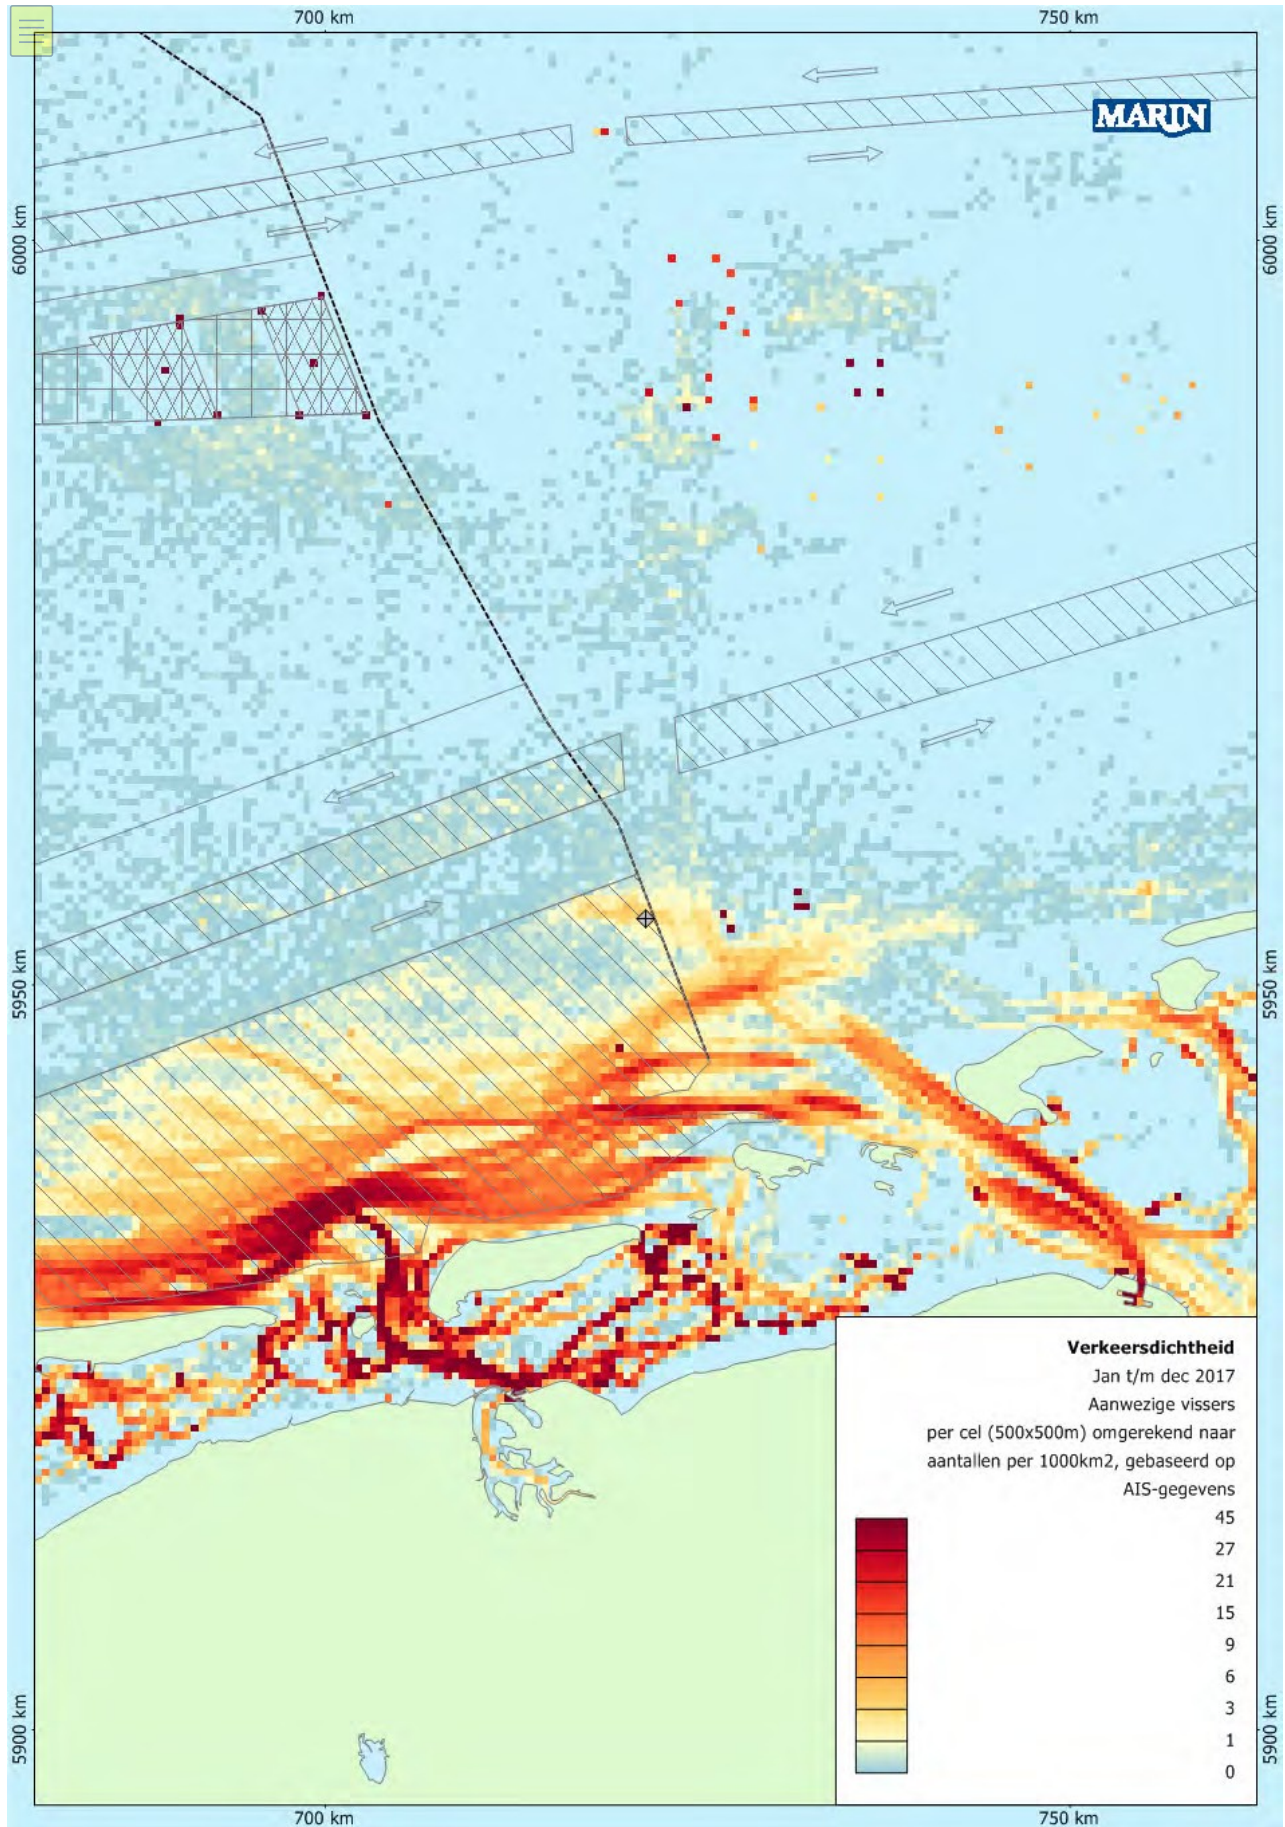 700 km
750 km
MARIN
6000 km
6000 km
5950 km
5950 km
Verkeersdichtheid
Jan t/m dec 2017
Aanwezige vissers
per cel (500x500m) omgerekend naar
aantallen per 1000km2, gebaseerd op
AIS-gegevens
45
27
21
15
9
6
3
1
0
5900 km
5900 km
700 km
750 km